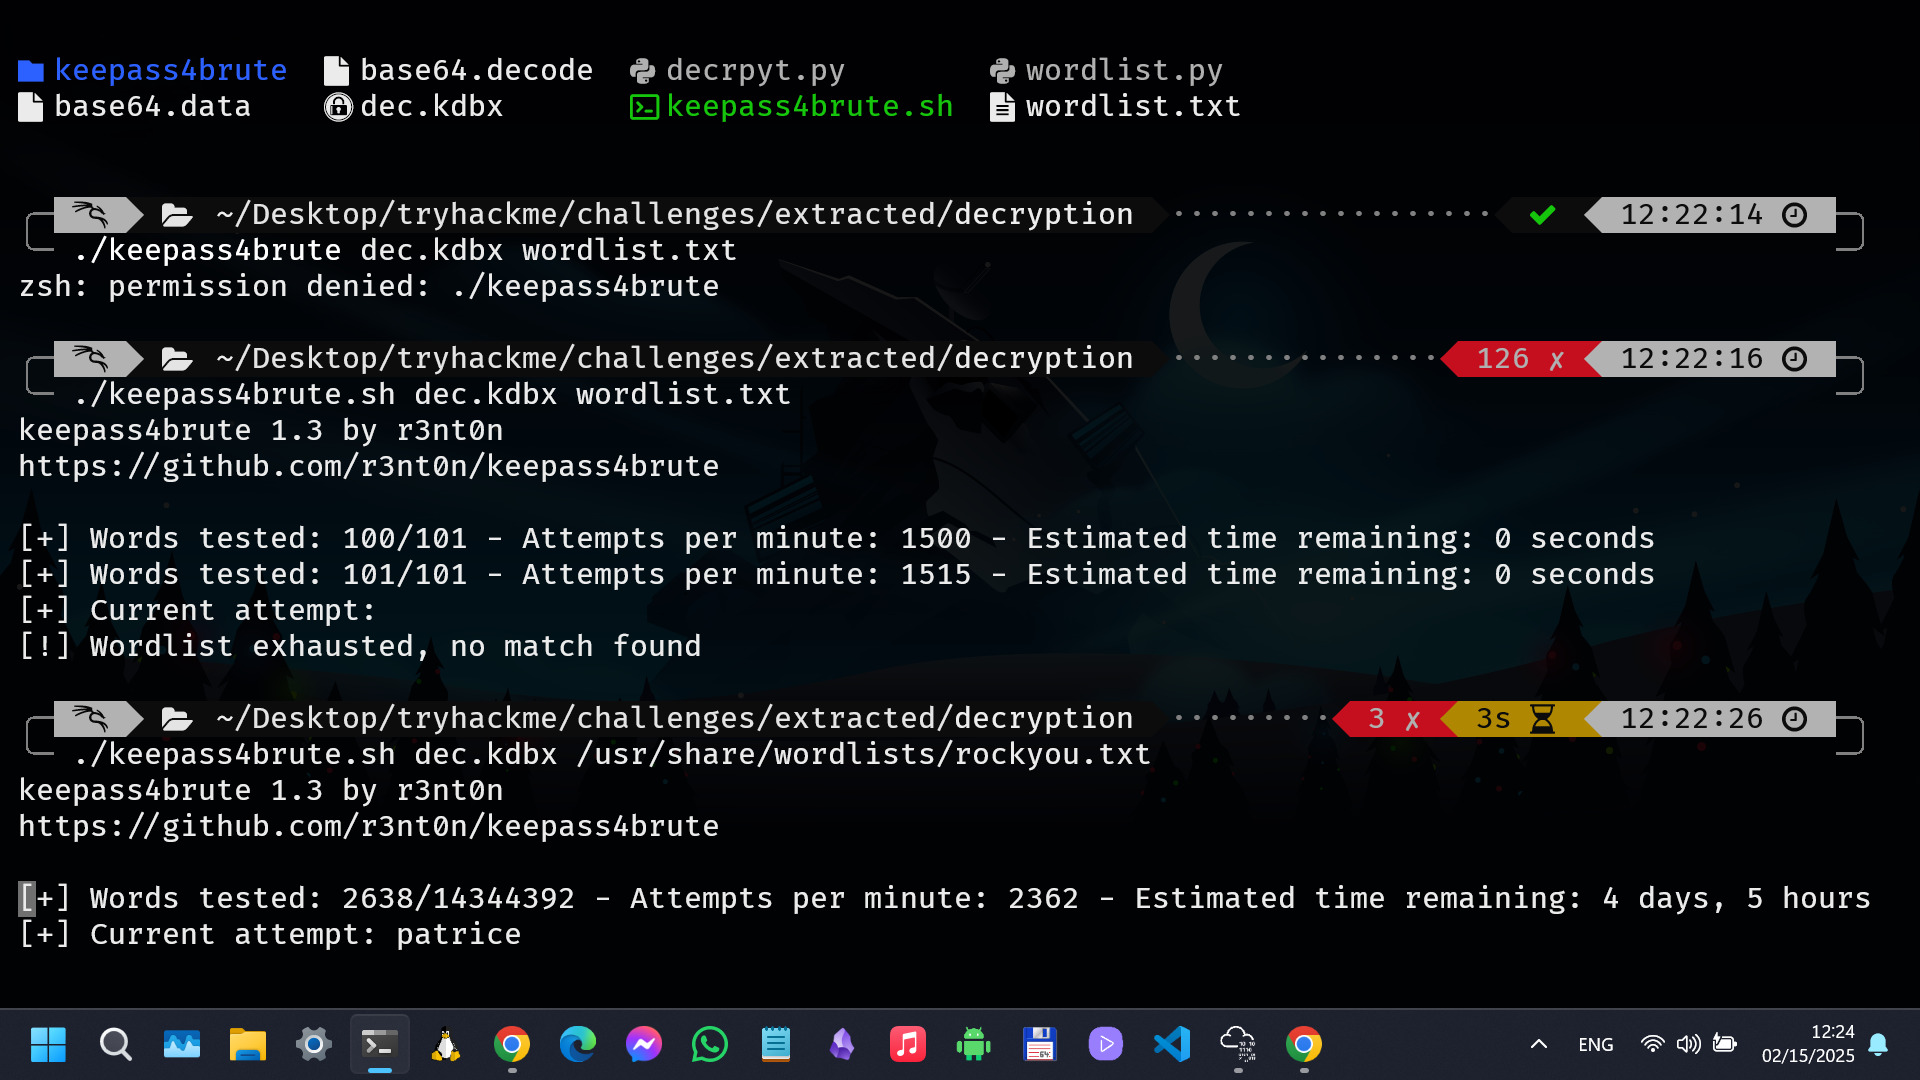 keepass4brute base64.decode decrpyt.py wordlist.py
base64.data dec.kdbx keepass4brute.sh wordlist.txt
~/Desktop/tryhackme/challenges/extracted/decryption 12:22:14
./keepass4brute dec.kdbx wordlist.txt
zsh: permission denied: ./keepass4brute
~/Desktop/tryhackme/challenges/extracted/decryption 126 ✗ 12:22:16
./keepass4brute.sh dec.kdbx wordlist.txt
keepass4brute 1.3 by r3nt0n
https://github.com/r3nt0n/keepass4brute
[+] Words tested: 100/101 - Attempts per minute: 1500 - Estimated time remaining: 0 seconds
[+] Words tested: 101/101 - Attempts per minute: 1515 - Estimated time remaining: 0 seconds
[+] Current attempt:
[!] Wordlist exhausted, no match found
~/Desktop/tryhackme/challenges/extracted/decryption 3 ✗ 3s 12:22:26
./keepass4brute.sh dec.kdbx /usr/share/wordlists/rockyou.txt
keepass4brute 1.3 by r3nt0n
https://github.com/r3nt0n/keepass4brute
[+] Words tested: 2638/14344392 - Attempts per minute: 2362 - Estimated time remaining: 4 days, 5 hours
[+] Current attempt: patrice
ENG
12:24
02/15/2025